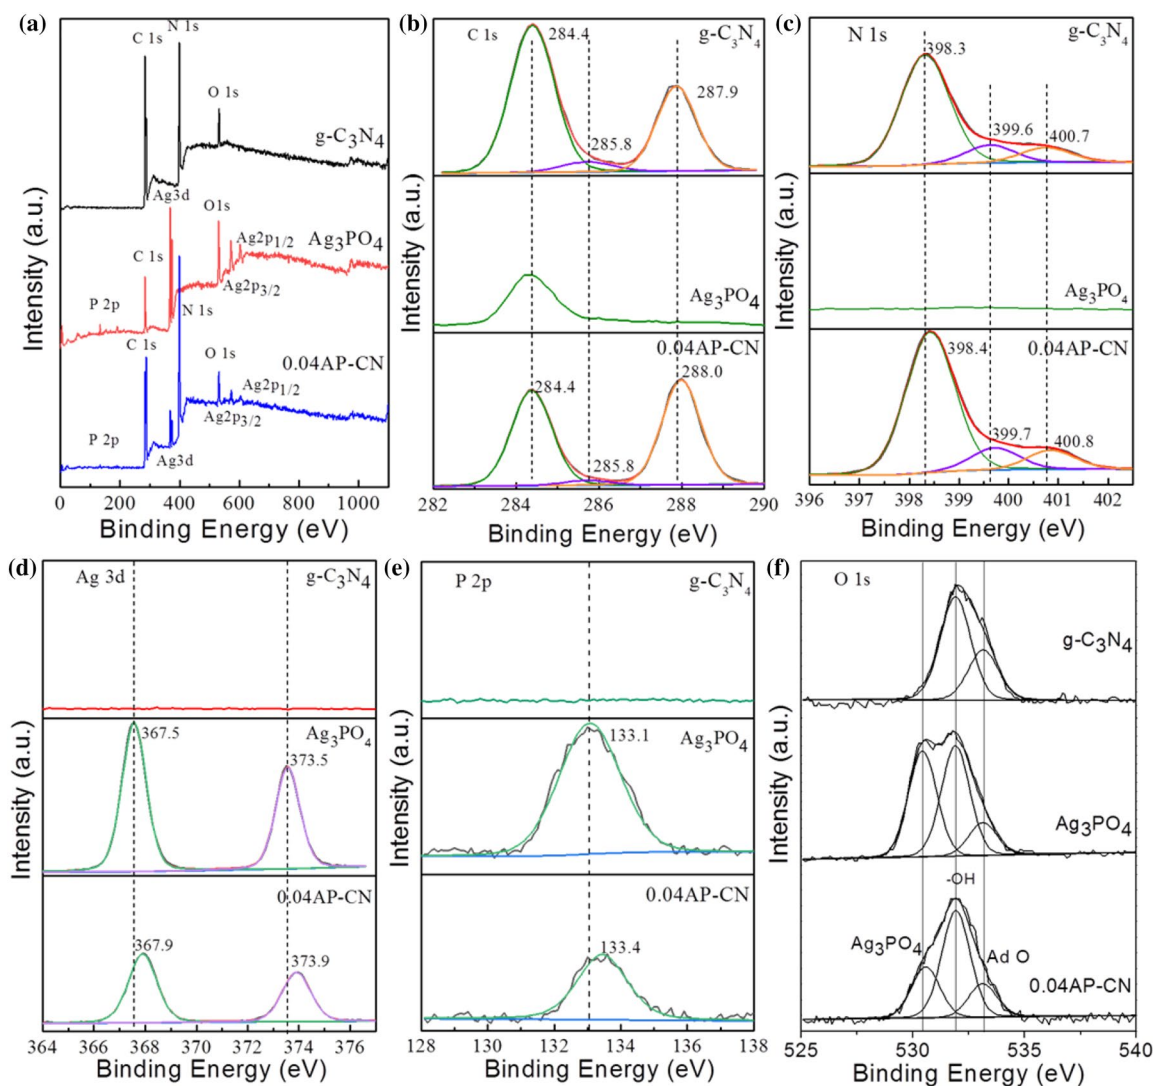 (a)
N 1s
C 1s
O 1s
g-C3N4
Ag3d
O1s
Ag2p1/2
Ag3PO4
C 1s
Ag2p3/2
P 2p
N 1s
C 1s
O 1s
0.04AP-CN
Ag2p1/2
Ag2p3/2
P 2p
Ag3d
Intensity (a.u.)
0 200 400 600 800 1000
Binding Energy (eV)
(b)
C 1s
284.4
g-C3N4
287.9
285.8
Ag3PO4
0.04AP-CN
284.4
288.0
285.8
Intensity (a.u.)
282 284 286 288 290
Binding Energy (eV)
(c)
N 1s
398.3
g-C3N4
399.6
400.7
Ag3PO4
0.04AP-CN
398.4
399.7
400.8
Intensity (a.u.)
396 397 398 399 400 401 402
Binding Energy (eV)
(d)
Ag 3d
g-C3N4
Ag3PO4
367.5
373.5
0.04AP-CN
367.9
373.9
Intensity (a.u.)
364 366 368 370 372 374 376
Binding Energy (eV)
(e)
P 2p
g-C3N4
133.1
Ag3PO4
0.04AP-CN
133.4
Intensity (a.u.)
128 130 132 134 136 138
Binding Energy (eV)
(f)
O 1s
g-C3N4
Ag3PO4
-OH
Ag3PO4
Ad O
0.04AP-CN
Intensity (a.u.)
525 530 535 540
Binding Energy (eV)